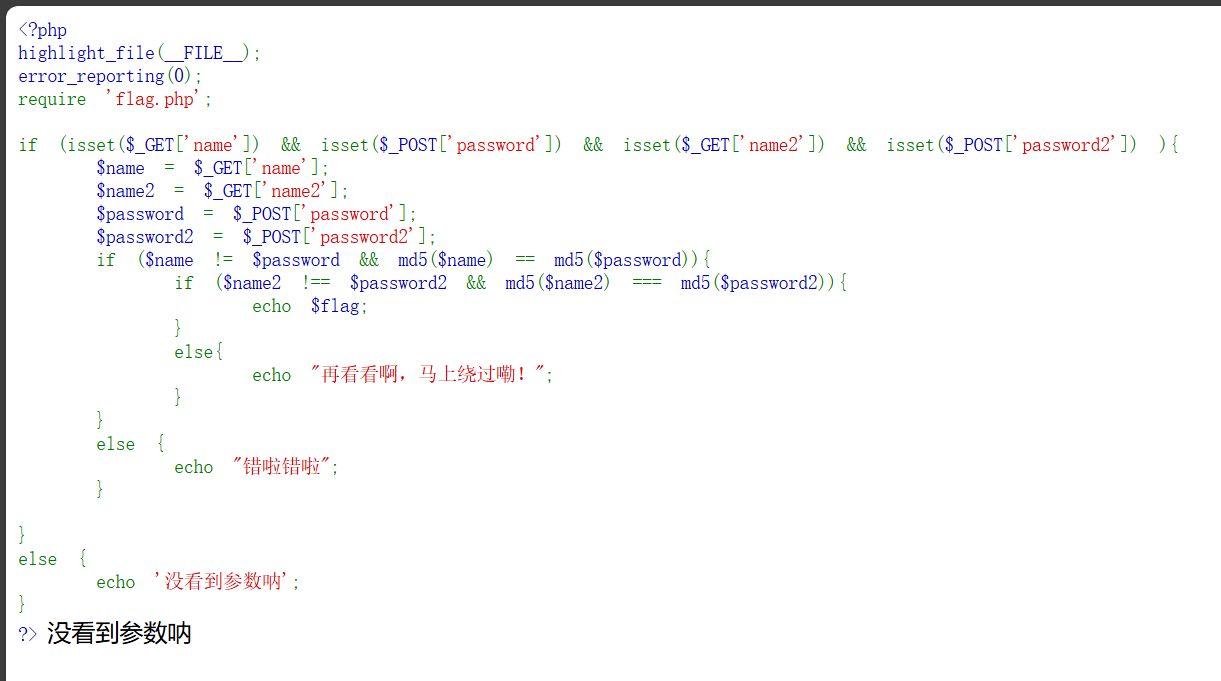 <?php
highlight_file(__FILE__);
error_reporting(0);
require 'flag.php';
if (isset($_GET['name']) && isset($_POST['password']) && isset($_GET['name2']) && isset($_POST['password2']) ){
$name = $_GET['name'];
$name2 = $_GET['name2'];
$password = $_POST['password'];
$password2 = $_POST['password2'];
if ($name != $password && md5($name) == md5($password)){
if ($name2 !== $password2 && md5($name2) === md5($password2)){
echo $flag;
}
else{
echo "再看看啊，马上绕过嘞！";
}
}
else {
echo "错啦错啦";
}
}
else {
echo '没看到参数呐';
}
?> 没看到参数呐